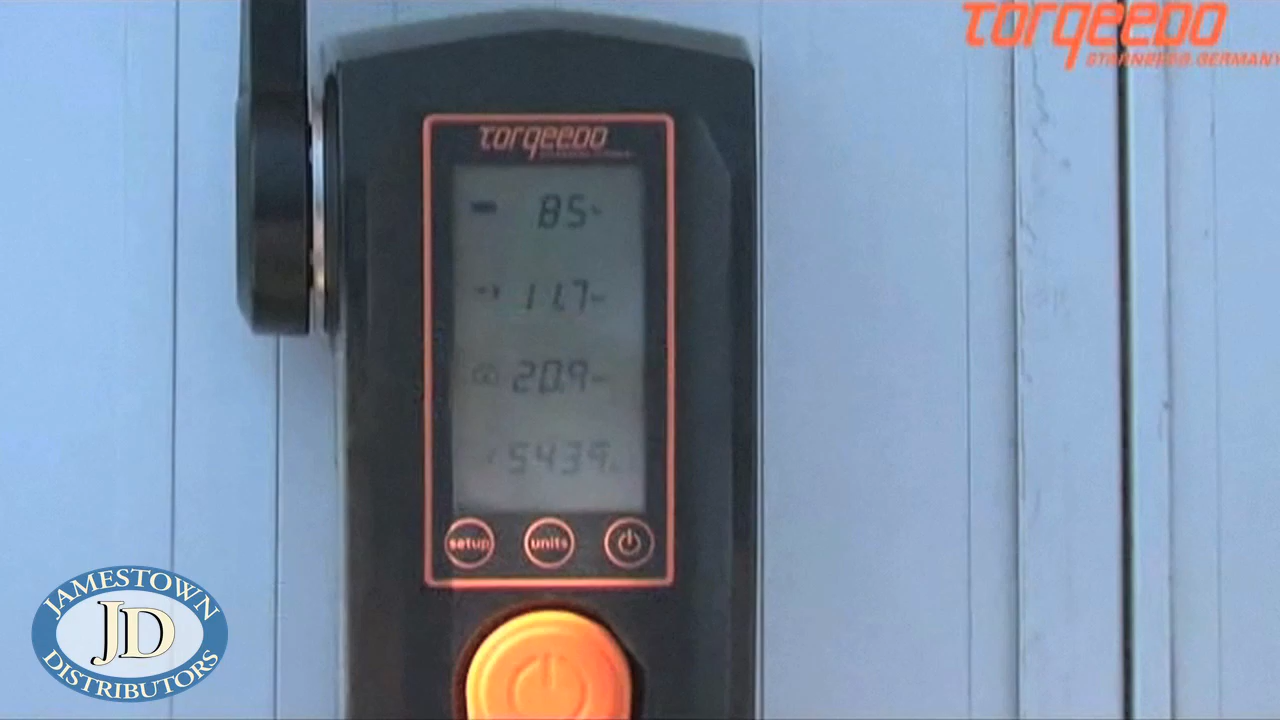 torqeedo
STARNBERG.GERMANY
torqeedo
85
11.7
20.9
5439
setup
units
JAMESTOWN
JD
DISTRIBUTORS